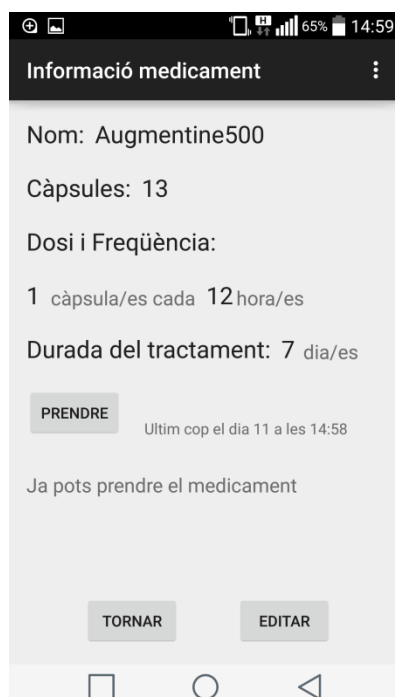 H 65% 14:59
Informació medicament
Nom: Augmentine500
Càpsules: 13
Dosi i Freqüència:
1 càpsula/es cada 12 hora/es
Durada del tractament: 7 dia/es
PRENDRE Ultim cop el dia 11 a les 14:58
Ja pots prendre el medicament
TORNAR EDITAR